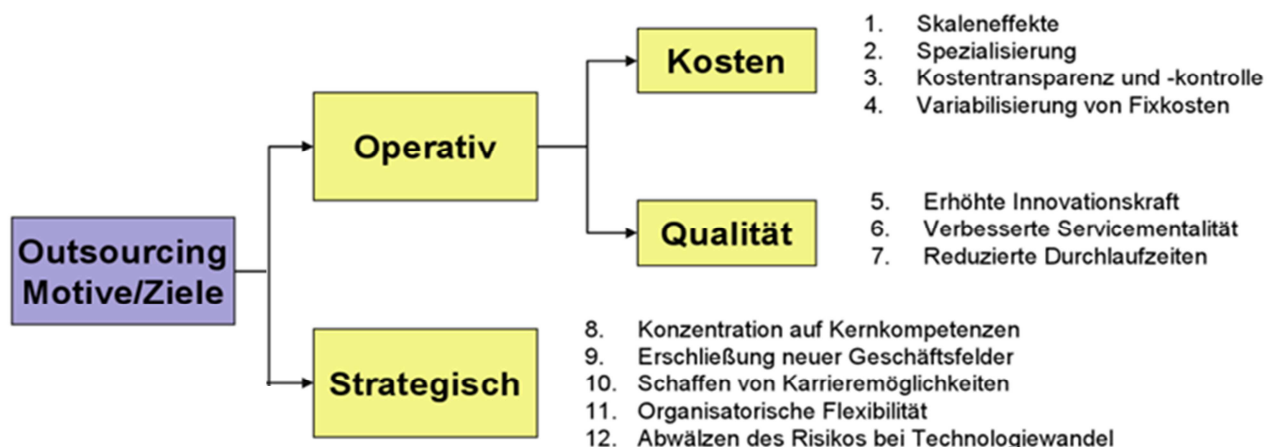 Outsourcing
Motive/Ziele
Operativ
Kosten
1. Skaleneffekte
2. Spezialisierung
3. Kostentransparenz und -kontrolle
4. Variabilisierung von Fixkosten
Qualität
5. Erhöhte Innovationskraft
6. Verbesserte Servicementalität
7. Reduzierte Durchlaufzeiten
Strategisch
8. Konzentration auf Kernkompetenzen
9. Erschließung neuer Geschäftsfelder
10. Schaffen von Karrieremöglichkeiten
11. Organisatorische Flexibilität
12. Abwälzen des Risikos bei Technologiewandel